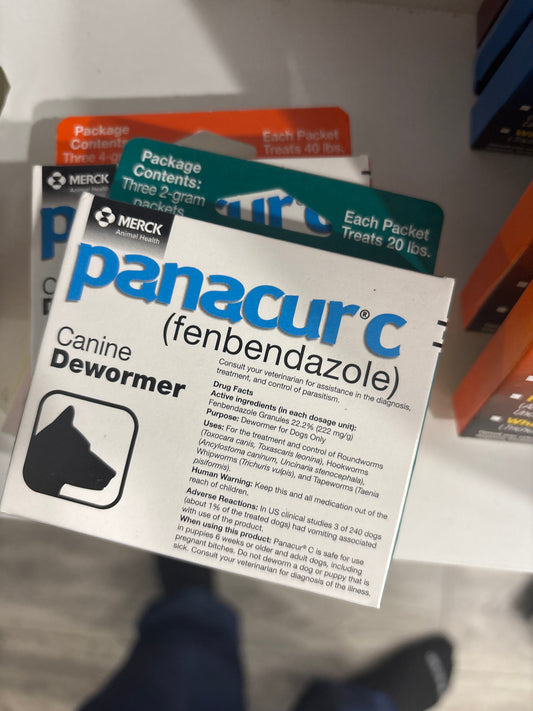 Package
Contents:
Three 4-g
Each Packet
Treats 40 lbs.
MERCK
Animal Health
Package
Contents:
Three 2-gram
packets
Each Packet
Treats 20 lbs.
MERCK
Animal Health
panacur® c
(fenbendazole)
Canine
Dewormer
Consult your veterinarian for assistance in the diagnosis,
treatment, and control of parasitism.
Drug Facts
Active ingredients (in each dosage unit):
Fenbendazole Granules 22.2% (222 mg/g)
Purpose: Dewormer for Dogs Only
Uses: For the treatment and control of Roundworms
(Toxocara canis, Toxascaris leonina), Hookworms
(Ancylostoma caninum, Uncinaria stenocephala),
Whipworms (Trichuris vulpis), and Tapeworms (Taenia
pisiformis).
Human Warning: Keep this and all medication out of the
reach of children.
Adverse Reactions: In US clinical studies 3 of 240 dogs
(about 1% of the treated dogs) had vomiting associated
with use of the product.
When using this product: Panacur® C is safe for use
in puppies 6 weeks or older and adult dogs, including
pregnant bitches. Do not deworm a dog or puppy that is
sick. Consult your veterinarian for diagnosis of the illness.